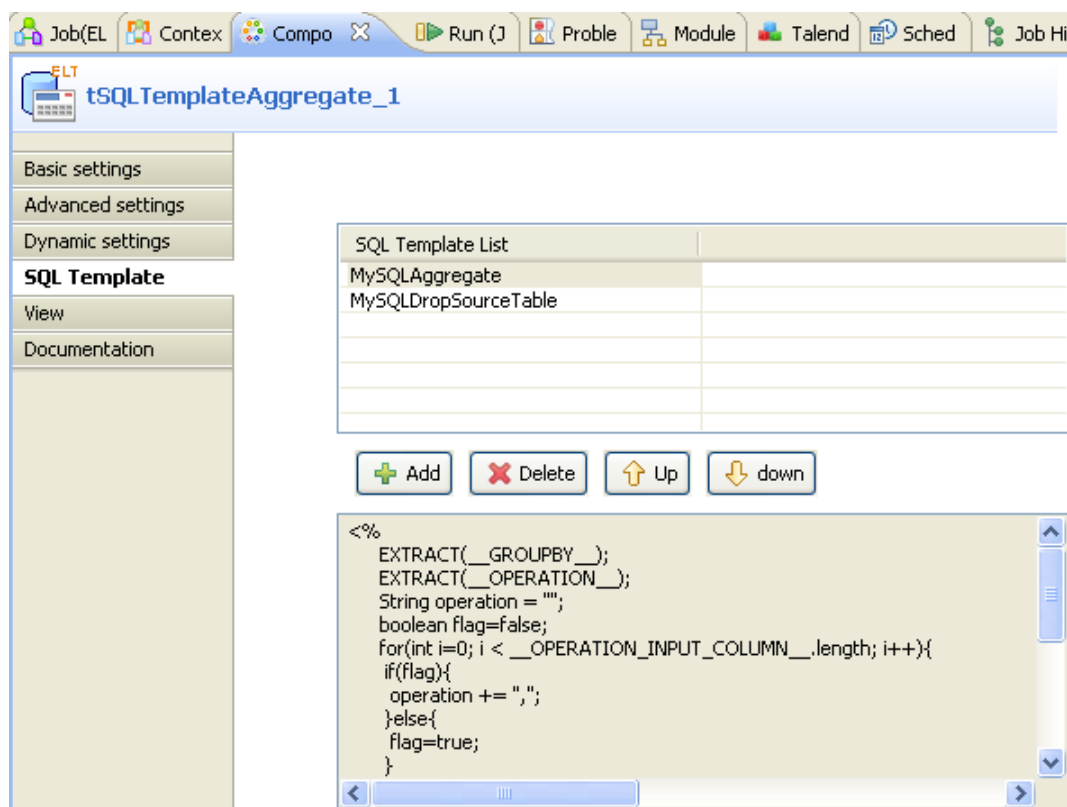 Job(EL Contex Compo Run (J Proble Module Talend Sched Job Hi
ELT
tSQLTemplateAggregate_1
Basic settings
Advanced settings
Dynamic settings
SQL Template
View
Documentation
SQL Template List
MySQLAggregate
MySQLDropSourceTable
Add Delete Up down
<%
EXTRACT(__GROUPBY__);
EXTRACT(__OPERATION__);
String operation = "";
boolean flag=false;
for(int i=0; i < __OPERATION_INPUT_COLUMN__.length; i++){
if(flag){
operation += ",";
}else{
flag=true;
}